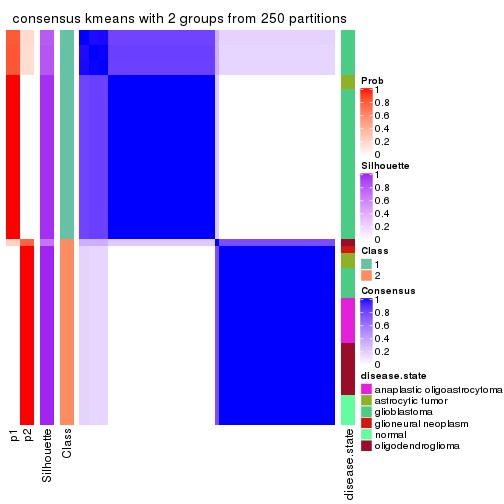 consensus kmeans with 2 groups from 250 partitions
Prob
1
0.8
0.6
0.4
0.2
0
Silhouette
1
0.8
0.6
0.4
0.2
0
Class
1
2
Consensus
1
0.8
0.6
0.4
0.2
0
disease.state
anaplastic oligoastrocytoma
astrocytic tumor
glioblastoma
glioneural neoplasm
normal
oligodendroglioma
p1
p2
Silhouette
Class
disease.state